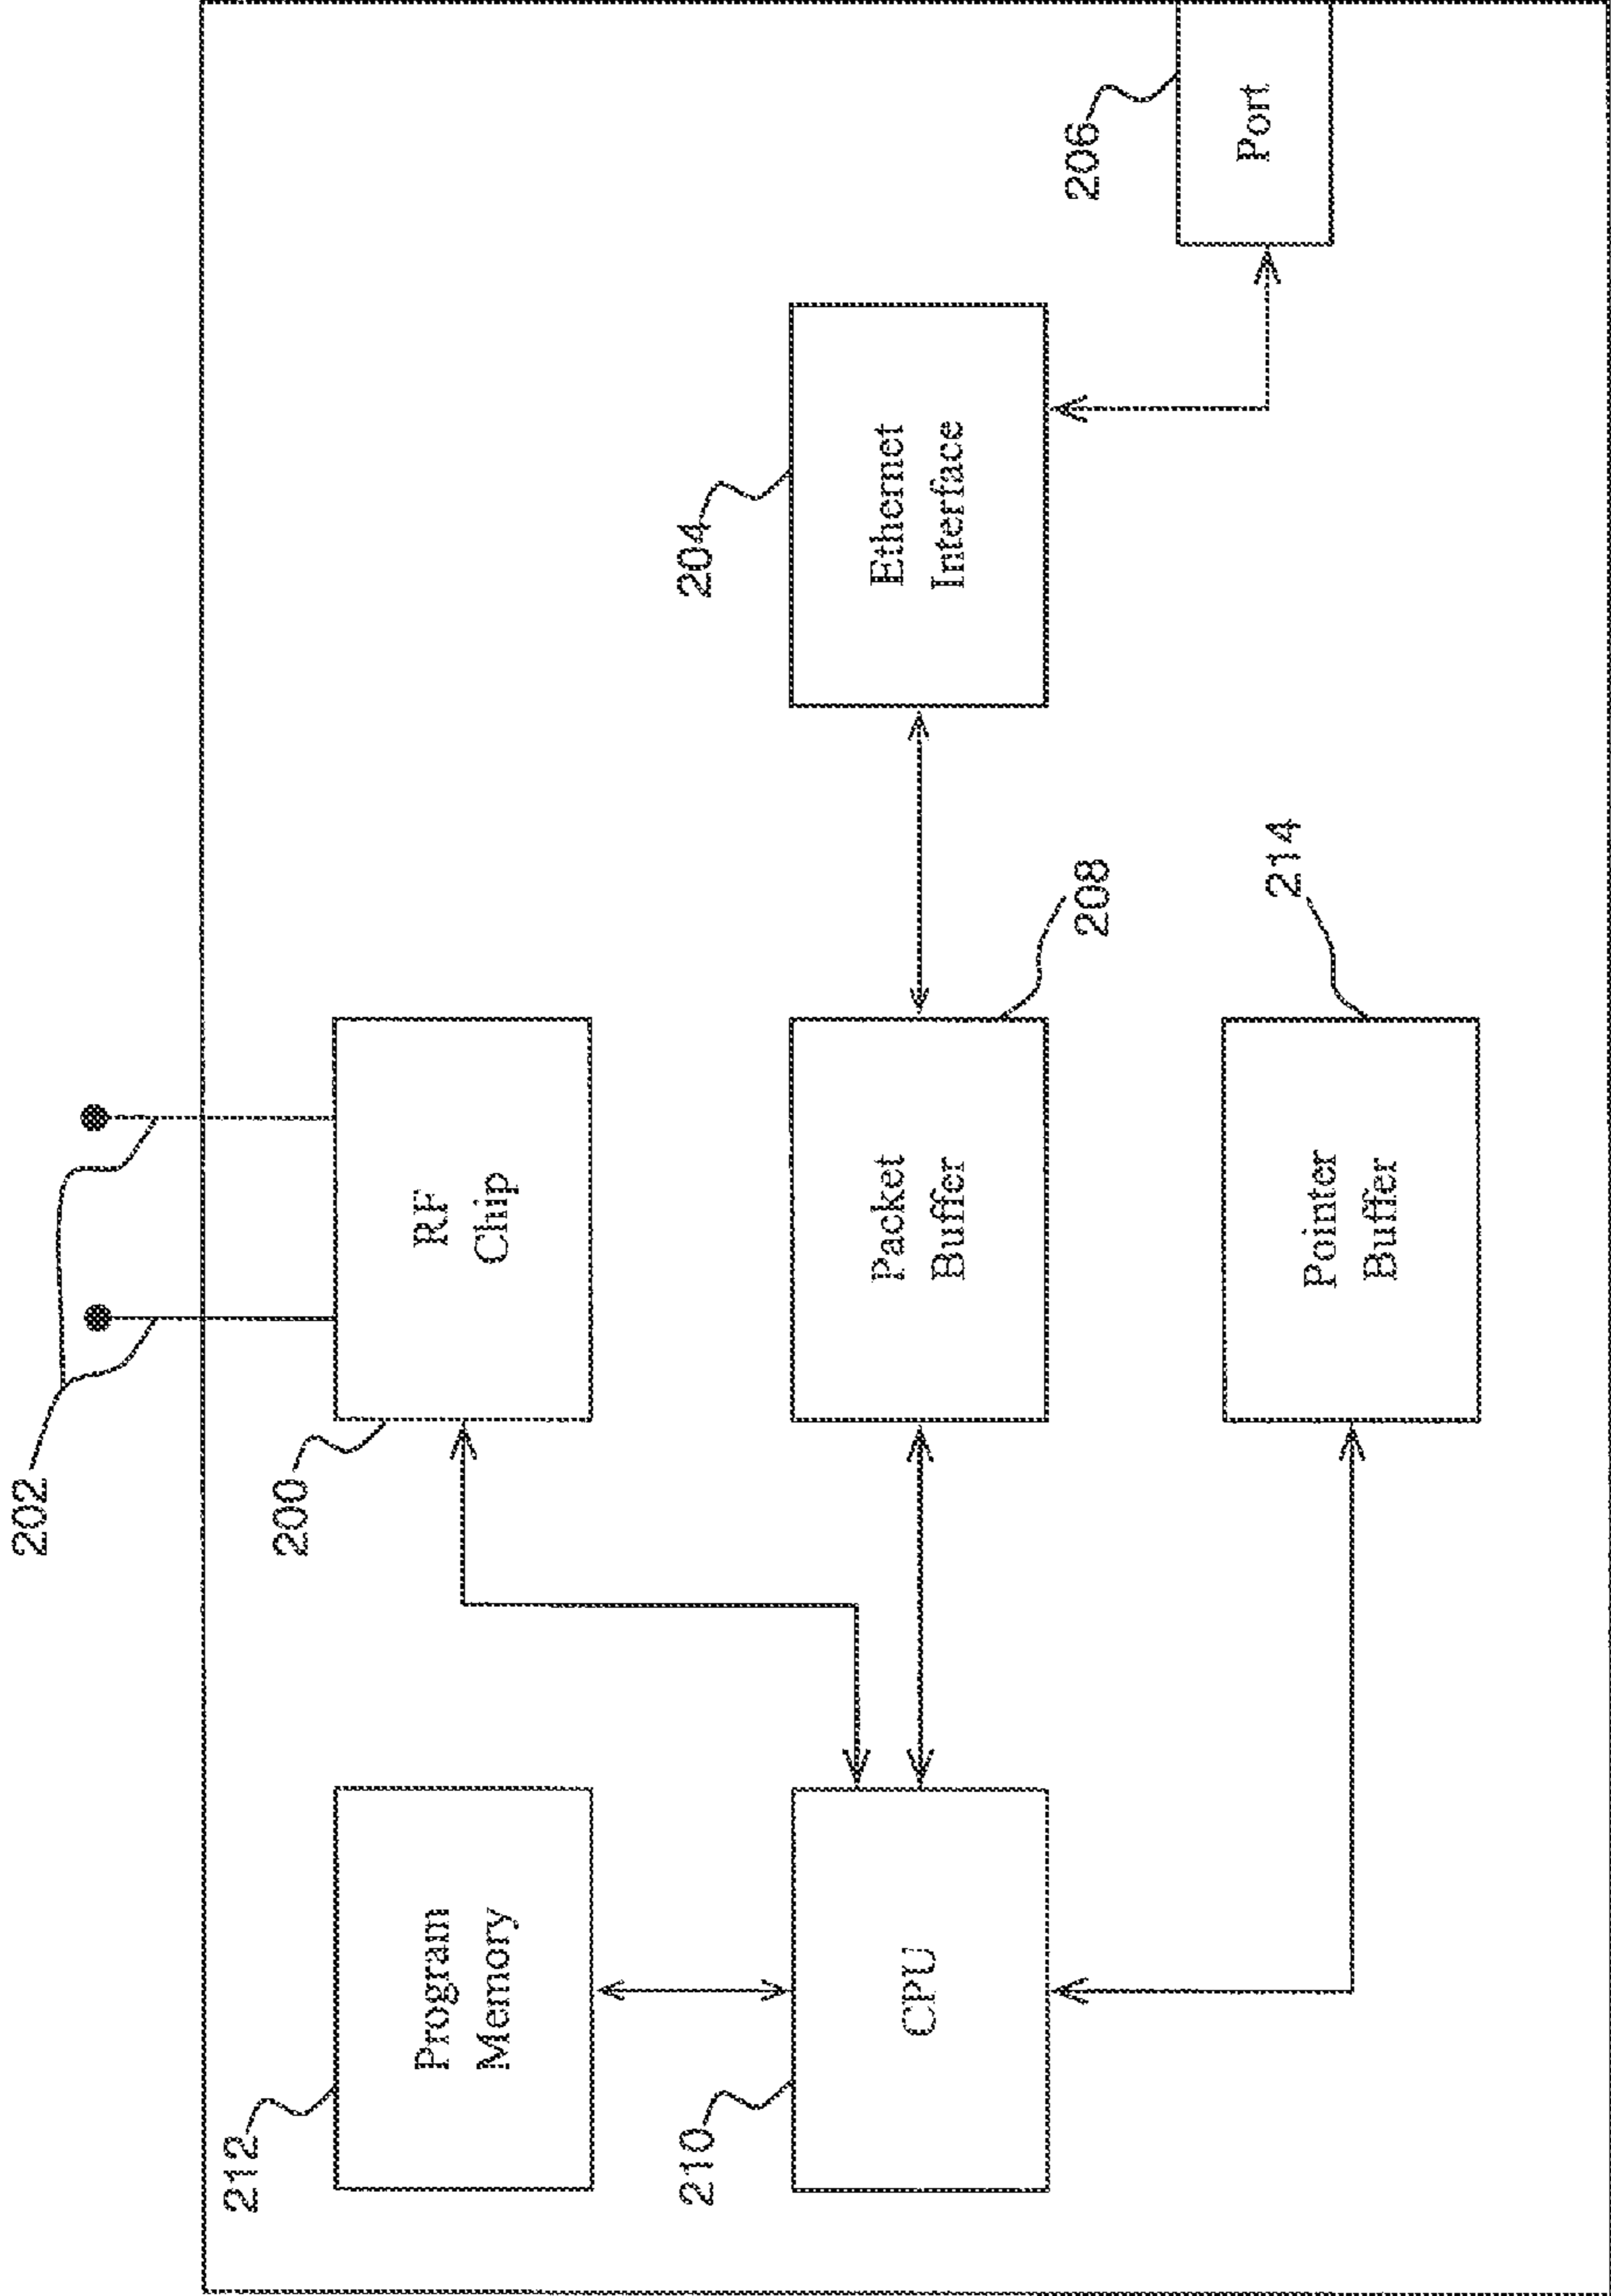 202
200
RF
Chip
212
Program
Memory
204
Ethernet
Interface
206
Port
210
CPU
Packet
Buffer
208
Pointer
Buffer
214